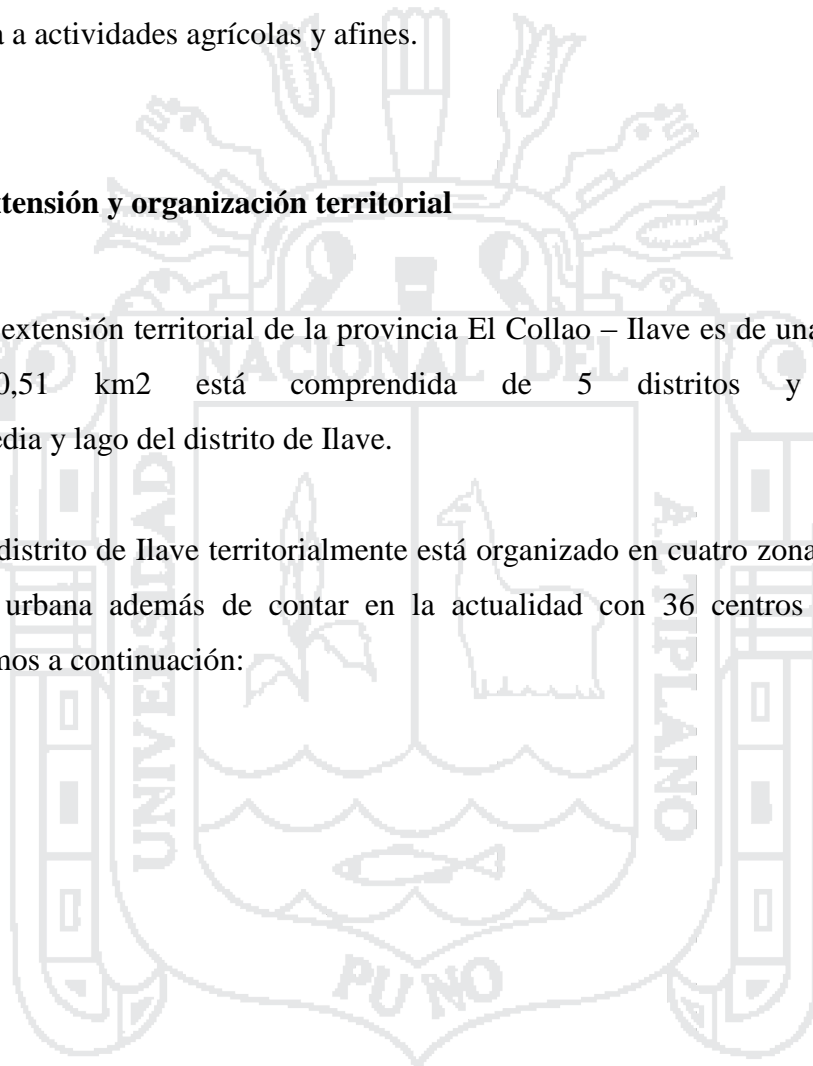 a a actividades agrícolas y afines.
tensión y organización territorial
extensión territorial de la provincia El Collao – Ilave es de una
0,51 km2 está comprendida de 5 distritos y
edia y lago del distrito de Ilave.
distrito de Ilave territorialmente está organizado en cuatro zona
urbana además de contar en la actualidad con 36 centros
nos a continuación:
UNIVERSIDAD
NACIONAL DEL
ALTIPLANO
PUNO